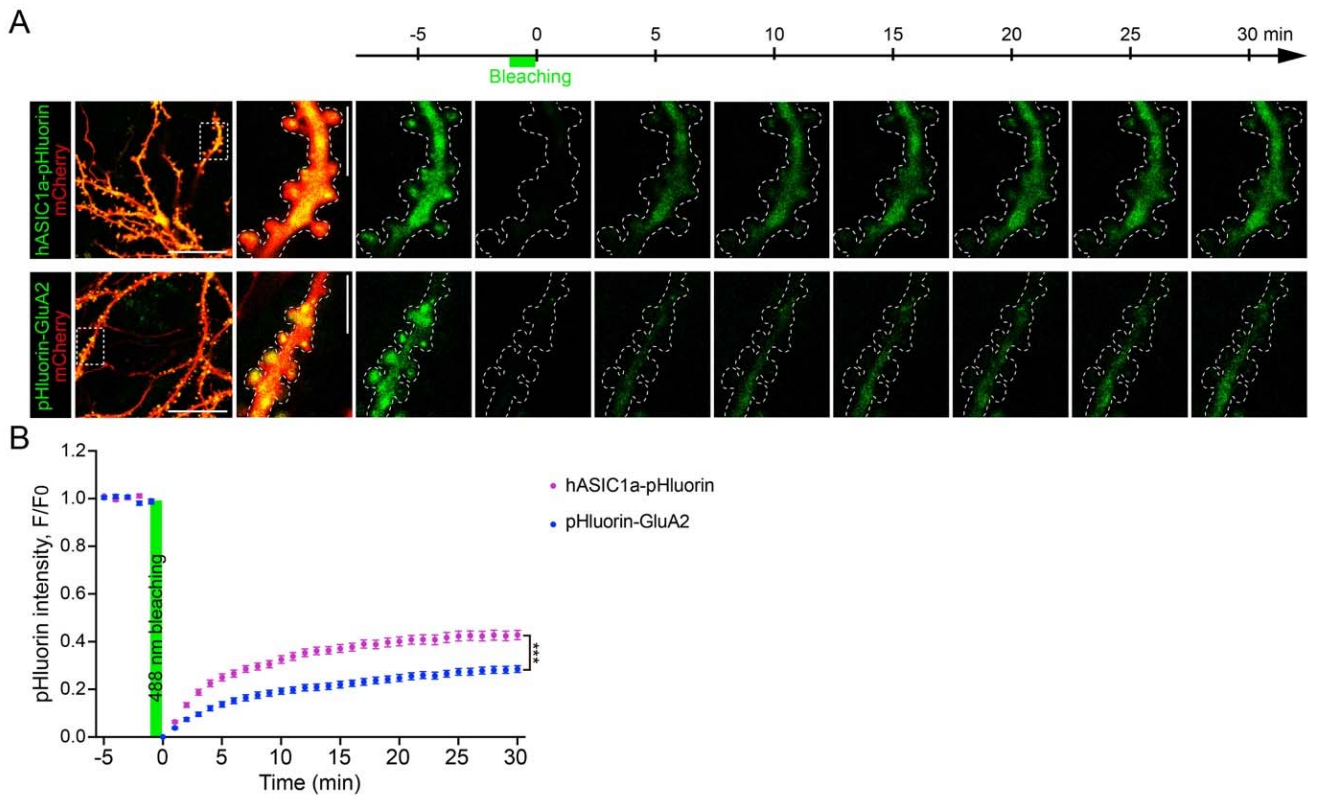 A
-5 0 5 10 15 20 25 30 min
Bleaching
hASIC1a-pHluorin
mCherry
pHluorin-GluA2
mCherry
B
pHluorin intensity, F/F0
1.2
1.0
0.8
0.6
0.4
0.2
0.0
488 nm bleaching
***
-5 0 5 10 15 20 25 30
Time (min)
hASIC1a-pHluorin
pHluorin-GluA2